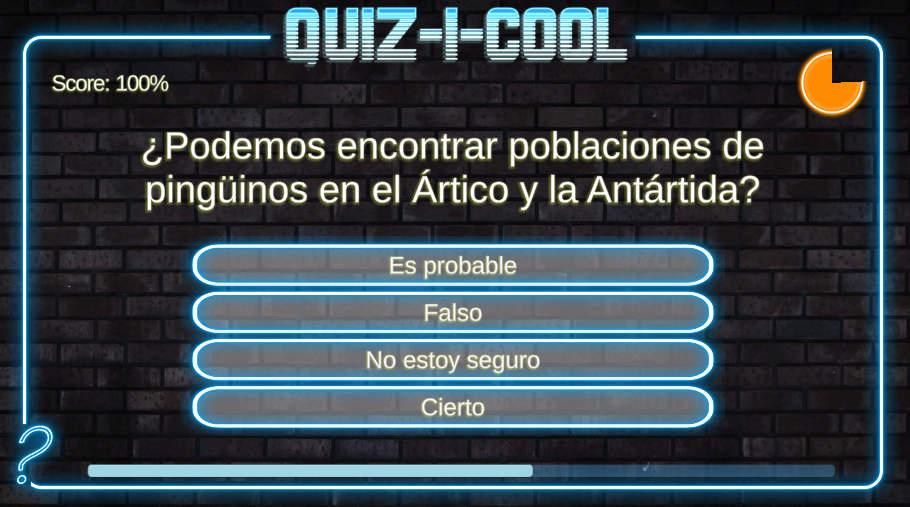 QUIZ-I-COOL
Score: 100%
¿Podemos encontrar poblaciones de
pingüinos en el Ártico y la Antártida?
Es probable
Falso
No estoy seguro
Cierto
?